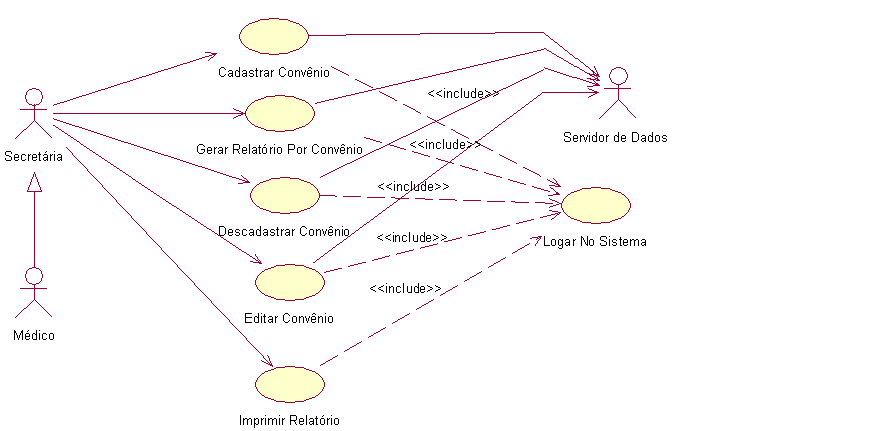 Cadastrar Convênio
<<include>>
Servidor de Dados
Gerar Relatório Por Convênio
<<include>>
Secretária
<<include>>
Descadastrar Convênio
<<include>>
Logar No Sistema
<<include>>
Editar Convênio
Médico
Imprimir Relatório